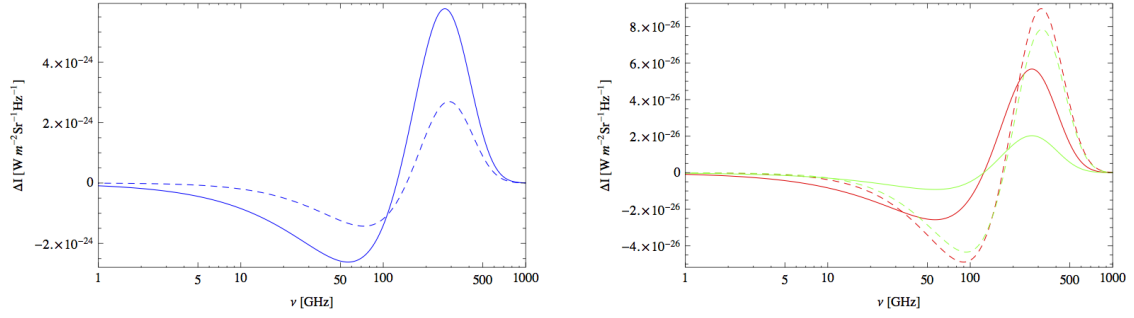 ΔI [W m⁻²Sr⁻¹Hz⁻¹]
4.×10⁻²⁴
2.×10⁻²⁴
0
-2.×10⁻²⁴
1 5 10 50 100 500 1000
ν [GHz]
ΔI [W m⁻²Sr⁻¹Hz⁻¹]
8.×10⁻²⁶
6.×10⁻²⁶
4.×10⁻²⁶
2.×10⁻²⁶
0
-2.×10⁻²⁶
-4.×10⁻²⁶
1 5 10 50 100 500 1000
ν [GHz]